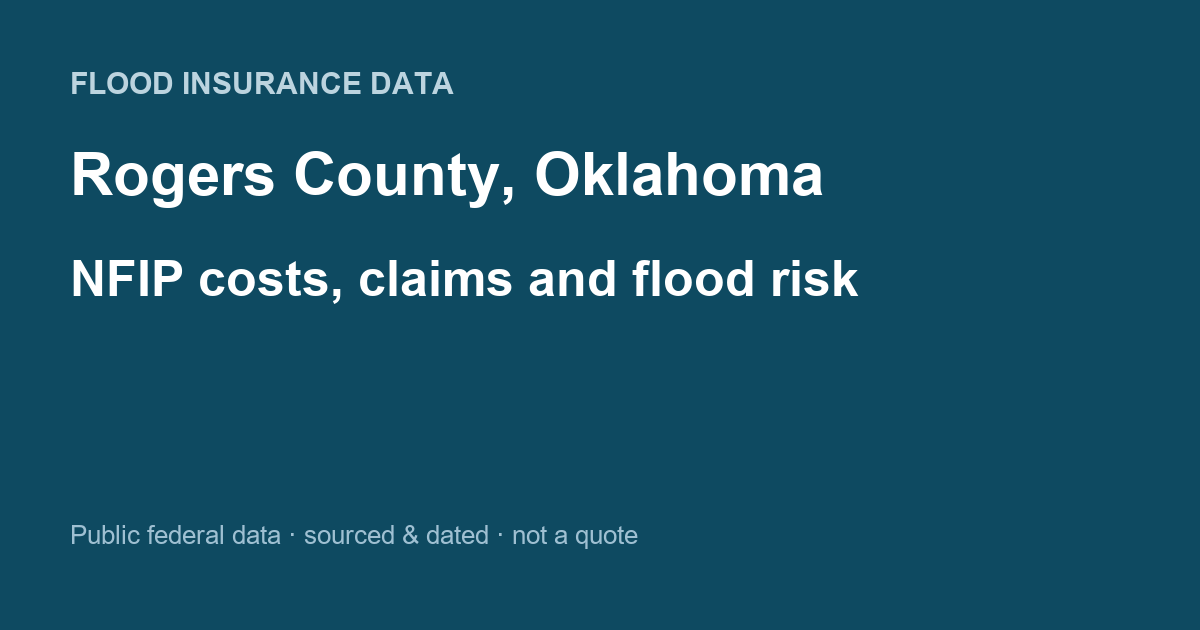 FLOOD INSURANCE DATA
Rogers County, Oklahoma
NFIP costs, claims and flood risk
Public federal data · sourced & dated · not a quote